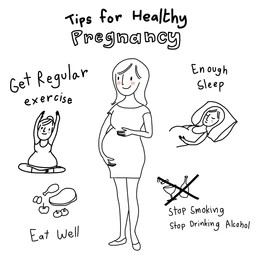 Tips for Healthy
Pregnancy
Get Regular
exercise
Enough
Sleep
Eat Well
Stop Smoking
Stop Drinking Alcohol